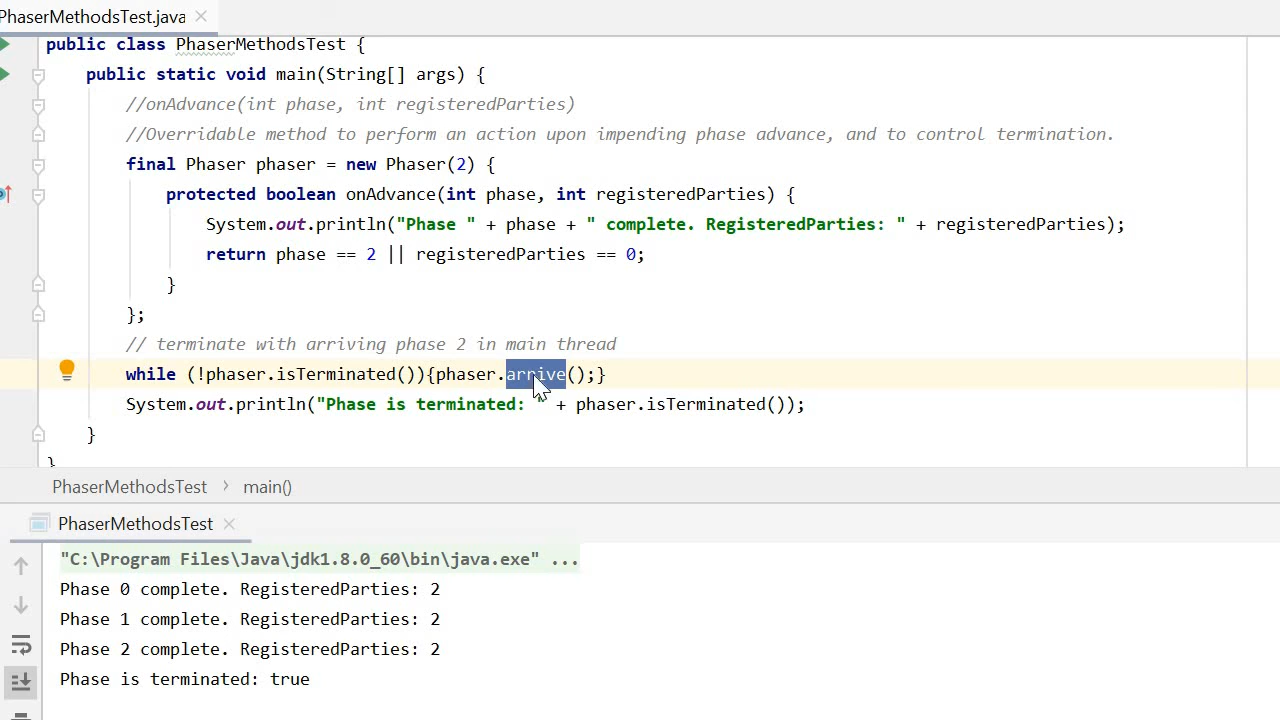 PhaserMethodsTest.java
public class PhaserMethodsTest {
public static void main(String[] args) {
//onAdvance(int phase, int registeredParties)
//Overridable method to perform an action upon impending phase advance, and to control termination.
final Phaser phaser = new Phaser(2) {
protected boolean onAdvance(int phase, int registeredParties) {
System.out.println("Phase " + phase + " complete. RegisteredParties: " + registeredParties);
return phase == 2 || registeredParties == 0;
}
};
// terminate with arriving phase 2 in main thread
while (!phaser.isTerminated()){phaser.arrive();}
System.out.println("Phase is terminated: " + phaser.isTerminated());
}
}
PhaserMethodsTest › main()
PhaserMethodsTest
"C:\Program Files\Java\jdk1.8.0_60\bin\java.exe" ...
Phase 0 complete. RegisteredParties: 2
Phase 1 complete. RegisteredParties: 2
Phase 2 complete. RegisteredParties: 2
Phase is terminated: true